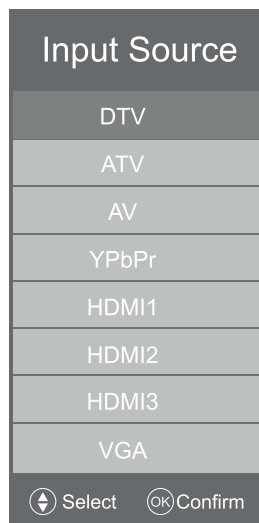 Input Source
DTV
ATV
AV
YPbPr
HDMI1
HDMI2
HDMI3
VGA
Select OK Confirm